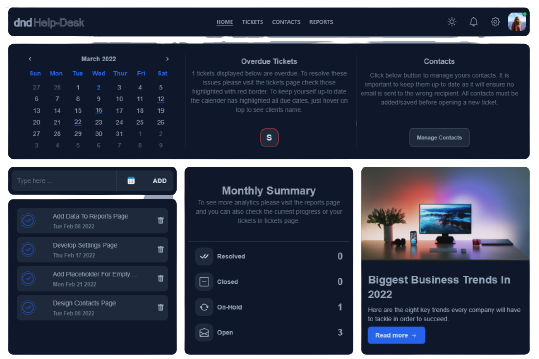 dnd Help-Desk
HOME TICKETS CONTACTS REPORTS
March 2022
Sun Mon Tue Wed Thu Fri Sat
27 28 1 2 3 4 5
6 7 8 9 10 11 12
13 14 15 16 17 18 19
20 21 22 23 24 25 26
27 28 29 30 31 1 2
3 4 5 6 7 8 9
Overdue Tickets
1 tickets displayed below are overdue. To resolve these
issues please visit the tickets page check those
highlighted with red border. To keep yourself up-to date
the calender has highlighted all due dates, just hover on
top to see clients name.
S
Contacts
Click below button to manage yours contacts. It is
important to keep them up-to date as it will ensure no
email is sent to the wrong recipient. All contacts must be
added/saved before opening a new ticket.
Manage Contacts
Type here ...
ADD
Add Data To Reports Page
Tue Feb 08 2022
Develop Settings Page
Thu Feb 17 2022
Add Placeholder For Empty ...
Mon Feb 21 2022
Design Contacts Page
Tue Feb 08 2022
Monthly Summary
To see more analytics please visit the reports page
and you can also check the current progress or your
tickets in tickets page.
Resolved 0
Closed 0
On-Hold 1
Open 3
Biggest Business Trends In
2022
Here are the eight key trends every company will have
to tackle in order to succeed.
Read more →